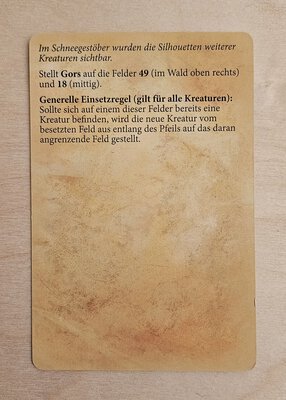 Im Schneegestöber wurden die Silhouetten weiterer
Kreaturen sichtbar.
Stellt Gors auf die Felder 49 (im Wald oben rechts)
und 18 (mittig).
Generelle Einsetzregel (gilt für alle Kreaturen):
Sollte sich auf einem dieser Felder bereits eine
Kreatur befinden, wird die neue Kreatur vom
besetzten Feld aus entlang des Pfeils auf das daran
angrenzende Feld gestellt.